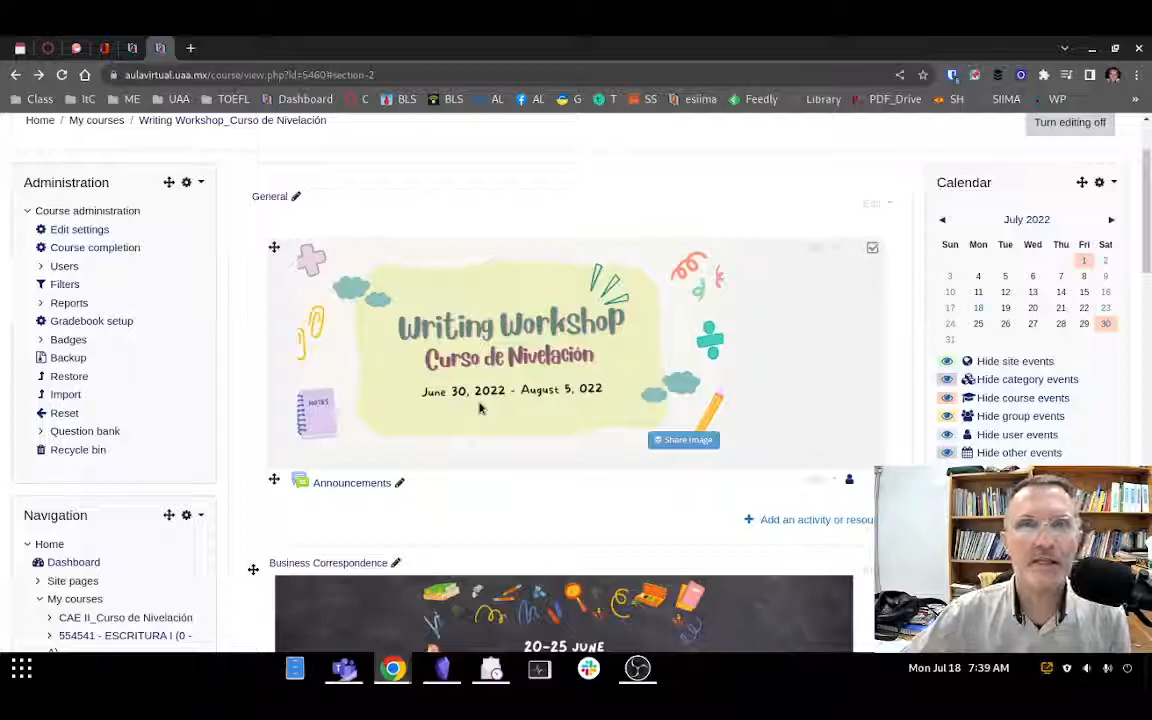 aulavirtual.uaa.mx/course/view.php?id=5460#section-2
Class ItC ME UAA TOEFL Dashboard C BLS BLS AL AL G T SS esiima Feedly Library PDF_Drive SH SIIMA WP »
Home / My courses / Writing Workshop_Curso de Nivelación
Turn editing off
Administration
Course administration
Edit settings
Course completion
Users
Filters
Reports
Gradebook setup
Badges
Backup
Restore
Import
Reset
Question bank
Recycle bin
Navigation
Home
Dashboard
Site pages
My courses
CAE II_Curso de Nivelación
554541 - ESCRITURA I (0 -
General
Edit
Writing Workshop
Curso de Nivelación
June 30, 2022 - August 5, 022
NOTES
Share Image
Announcements
Add an activity or resou
Business Correspondence
20-25 JUNE
Calendar
July 2022
Sun Mon Tue Wed Thu Fri Sat
1 2
3 4 5 6 7 8 9
10 11 12 13 14 15 16
17 18 19 20 21 22 23
24 25 26 27 28 29 30
31
Hide site events
Hide category events
Hide course events
Hide group events
Hide user events
Hide other events
Mon Jul 18 7:39 AM